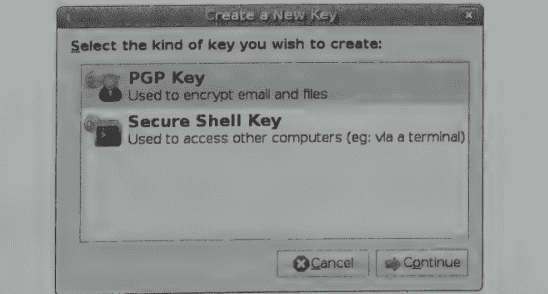 Create a New Key
Select the kind of key you wish to create:
PGP Key
Used to encrypt email and files
Secure Shell Key
Used to access other computers (eg: via a terminal)
Cancel
Continue